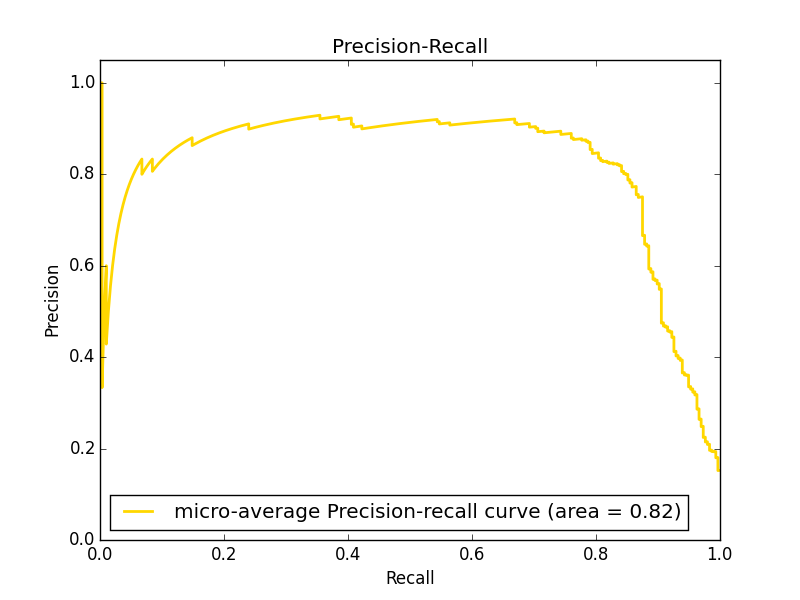 Precision-Recall
1.0
0.8
0.6
0.4
0.2
0.0
Precision
micro-average Precision-recall curve (area = 0.82)
0.0 0.2 0.4 0.6 0.8 1.0
Recall